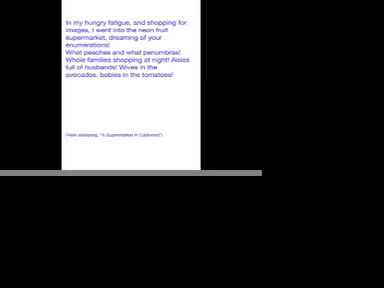 In my hungry fatigue, and shopping for
images, I went into the neon fruit
supermarket, dreaming of your
enumerations!
What peaches and what penumbras!
Whole families shopping at night! Aisles
full of husbands! Wives in the
avocados, babies in the tomatoes!
(Allen Ginsberg, "A Supermarket in California")